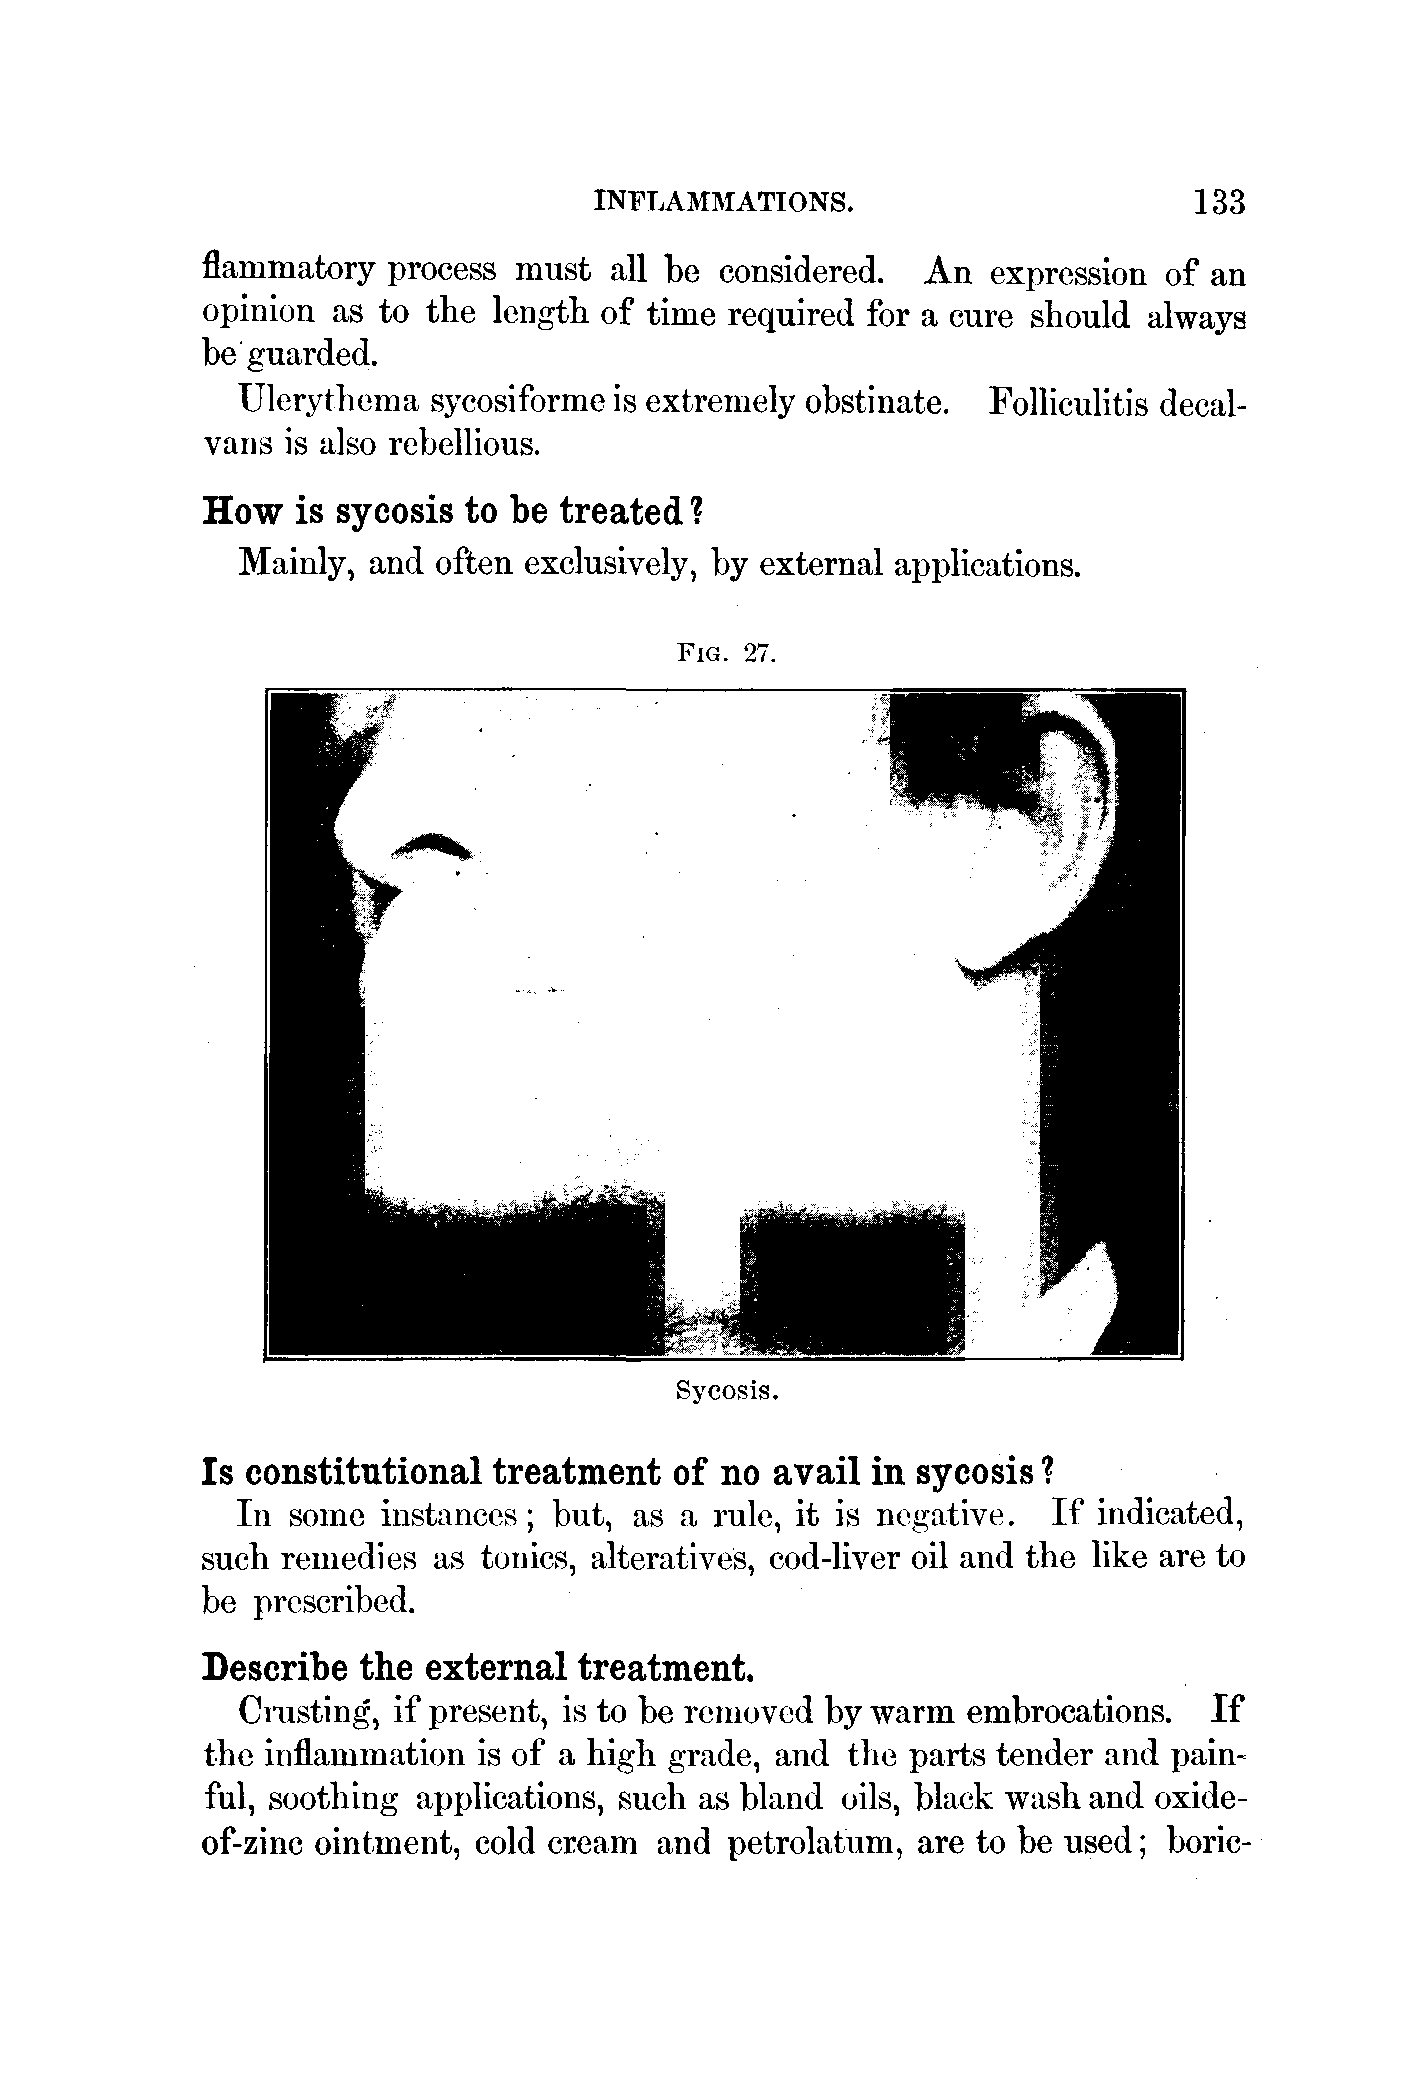 INFLAMMATIONS. 133
flammatory process must all be considered. An expression of an
opinion as to the length of time required for a cure should always
be guarded.
Ulerythema sycosiforme is extremely obstinate. Folliculitis decal-
vans is also rebellious.
How is sycosis to be treated?
Mainly, and often exclusively, by external applications.
FIG. 27.
Sycosis.
Is constitutional treatment of no avail in sycosis?
In some instances; but, as a rule, it is negative. If indicated,
such remedies as tonics, alteratives, cod-liver oil and the like are to
be prescribed.
Describe the external treatment.
Crusting, if present, is to be removed by warm embrocations. If
the inflammation is of a high grade, and the parts tender and pain-
ful, soothing applications, such as bland oils, black wash and oxide-
of-zinc ointment, cold cream and petrolatum, are to be used; boric-